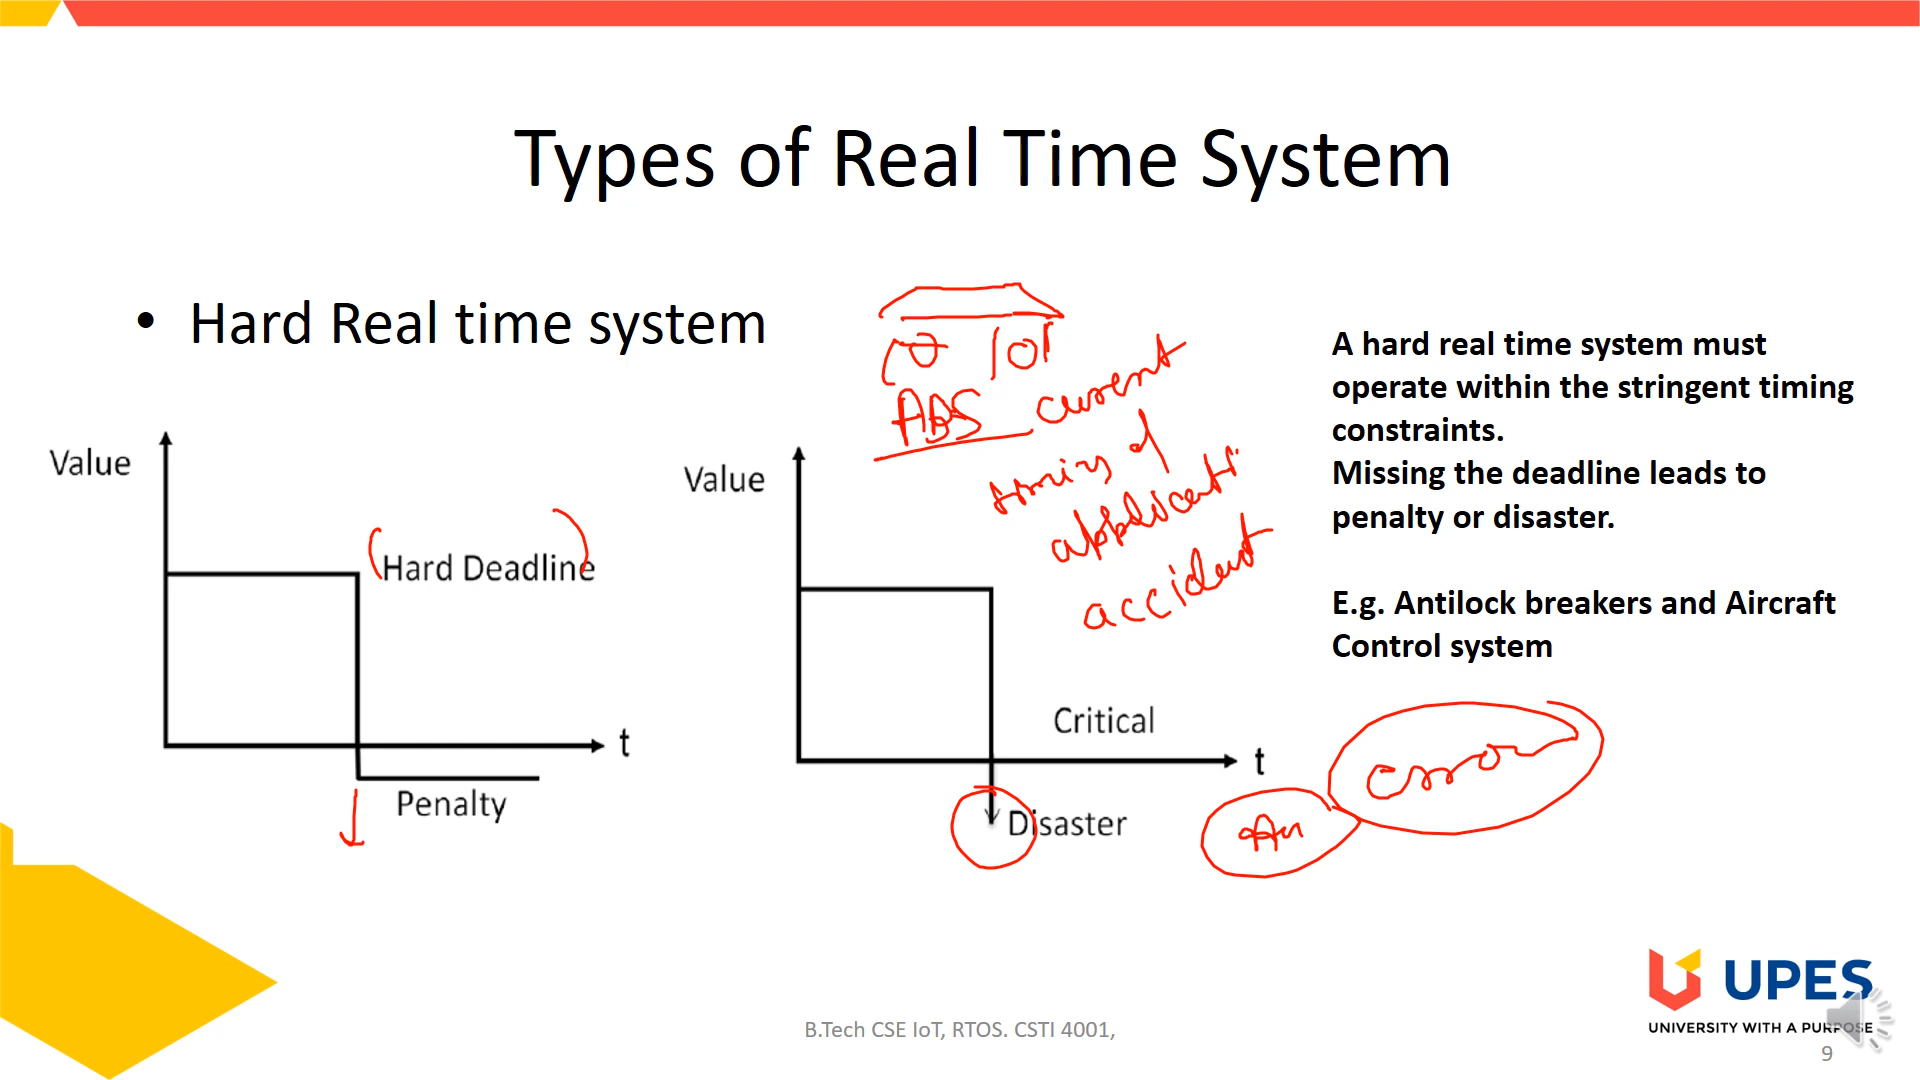 Types of Real Time System
• Hard Real time system
ABS current
timing of
applicati
accident
A hard real time system must
operate within the stringent timing
constraints.
Missing the deadline leads to
penalty or disaster.
E.g. Antilock breakers and Aircraft
Control system
Value
Hard Deadline
t
Penalty
Value
Critical
t
Disaster
error
UPES
UNIVERSITY WITH A PURPOSE
B.Tech CSE IoT, RTOS. CSTI 4001,
9